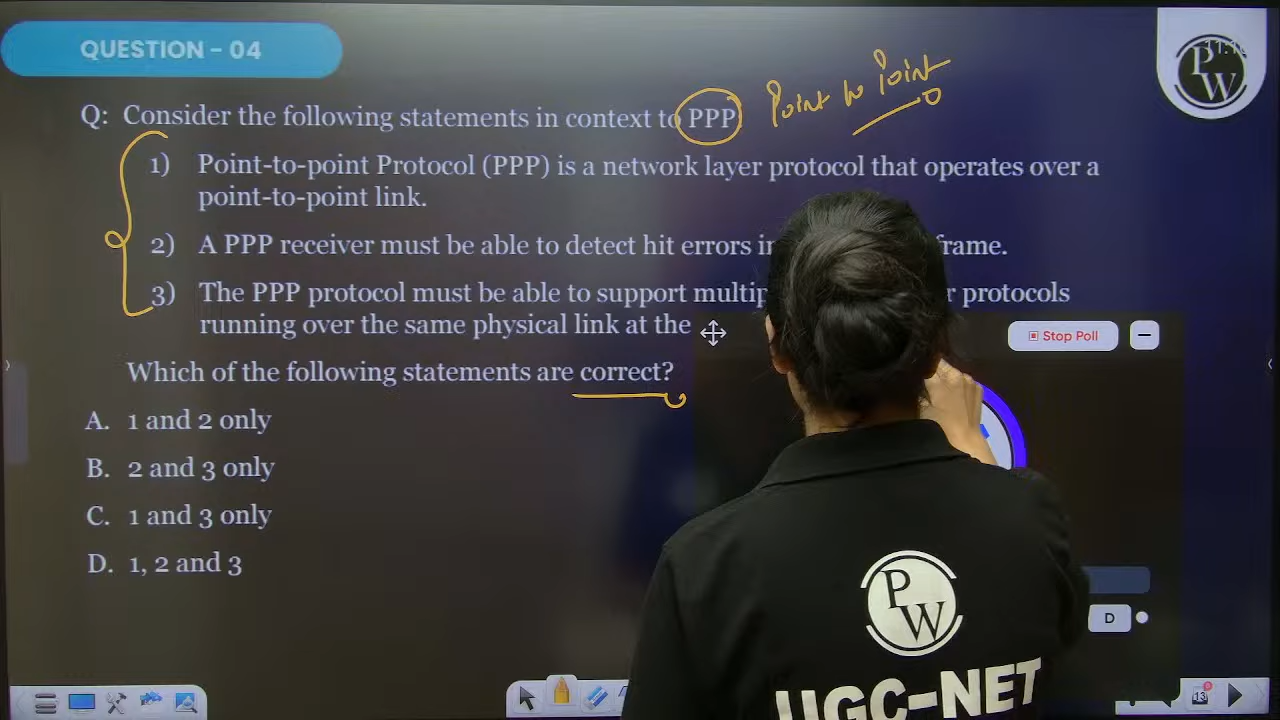 QUESTION - 04
11:1
PW
Q: Consider the following statements in context to PPP Point to Point
1) Point-to-point Protocol (PPP) is a network layer protocol that operates over a
point-to-point link.
2) A PPP receiver must be able to detect hit errors in frame.
3) The PPP protocol must be able to support protocols
running over the same physical link at the
Stop Poll
Which of the following statements are correct?
A. 1 and 2 only
B. 2 and 3 only
C. 1 and 3 only
D. 1, 2 and 3
D
PW
UGC-NET
13